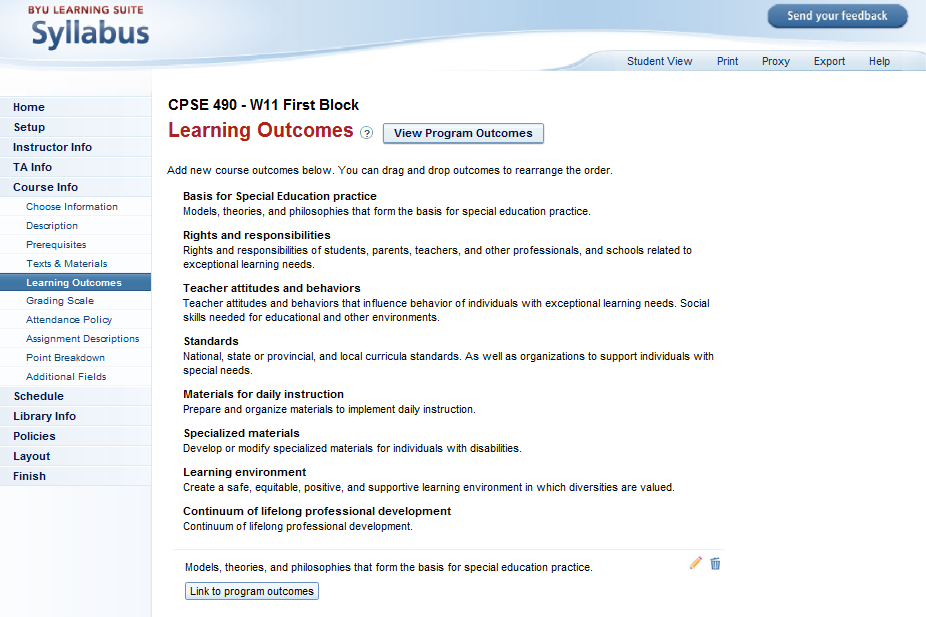 BYU LEARNING SUITE
Syllabus
Send your feedback
Student View Print Proxy Export Help
Home
Setup
Instructor Info
TA Info
Course Info
Choose Information
Description
Prerequisites
Texts & Materials
Learning Outcomes
Grading Scale
Attendance Policy
Assignment Descriptions
Point Breakdown
Additional Fields
Schedule
Library Info
Policies
Layout
Finish
CPSE 490 - W11 First Block
Learning Outcomes ? View Program Outcomes
Add new course outcomes below. You can drag and drop outcomes to rearrange the order.
Basis for Special Education practice
Models, theories, and philosophies that form the basis for special education practice.
Rights and responsibilities
Rights and responsibilities of students, parents, teachers, and other professionals, and schools related to
exceptional learning needs.
Teacher attitudes and behaviors
Teacher attitudes and behaviors that influence behavior of individuals with exceptional learning needs. Social
skills needed for educational and other environments.
Standards
National, state or provincial, and local curricula standards. As well as organizations to support individuals with
special needs.
Materials for daily instruction
Prepare and organize materials to implement daily instruction.
Specialized materials
Develop or modify specialized materials for individuals with disabilities.
Learning environment
Create a safe, equitable, positive, and supportive learning environment in which diversities are valued.
Continuum of lifelong professional development
Continuum of lifelong professional development.
Models, theories, and philosophies that form the basis for special education practice.
Link to program outcomes